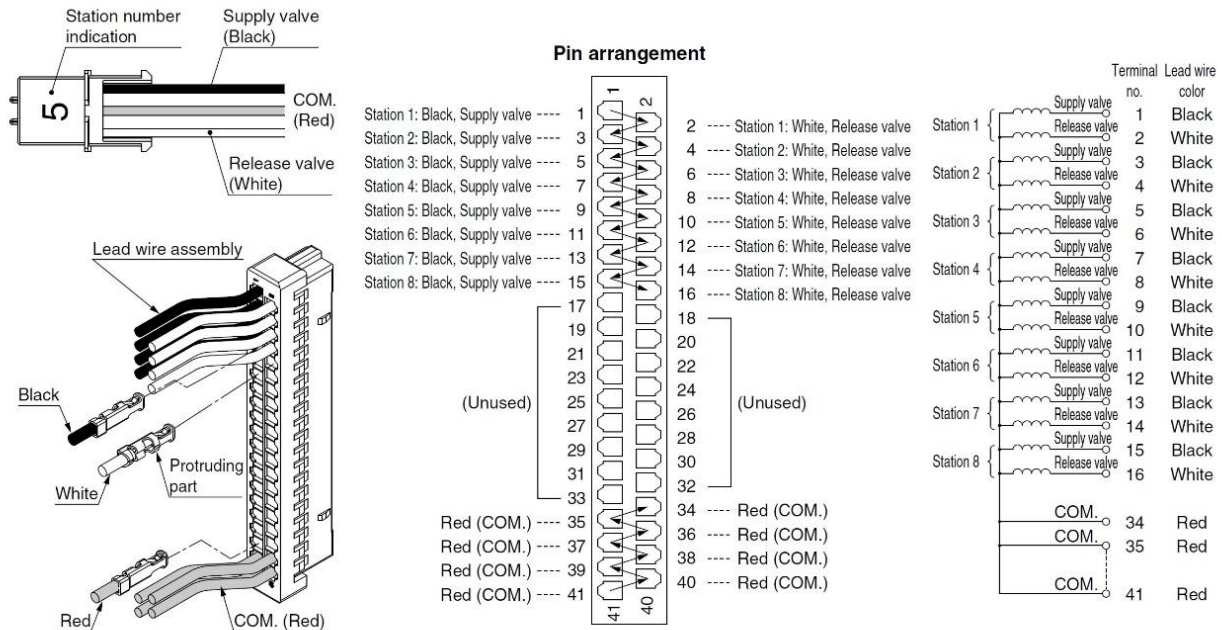 Station number
indication
Supply valve
(Black)
5
COM.
(Red)
Release valve
(White)
Lead wire assembly
Black
White
Protruding
part
Red
COM. (Red)
Pin arrangement
1
2
Station 1: Black, Supply valve ---- 1
2 ---- Station 1: White, Release valve
Station 2: Black, Supply valve ---- 3
4 ---- Station 2: White, Release valve
Station 3: Black, Supply valve ---- 5
6 ---- Station 3: White, Release valve
Station 4: Black, Supply valve ---- 7
8 ---- Station 4: White, Release valve
Station 5: Black, Supply valve ---- 9
10 ---- Station 5: White, Release valve
Station 6: Black, Supply valve ---- 11
12 ---- Station 6: White, Release valve
Station 7: Black, Supply valve ---- 13
14 ---- Station 7: White, Release valve
Station 8: Black, Supply valve ---- 15
16 ---- Station 8: White, Release valve
17
18
19
20
21
22
23
24
(Unused)
25
26
(Unused)
27
28
29
30
31
32
33
34 ---- Red (COM.)
Red (COM.) ---- 35
36 ---- Red (COM.)
Red (COM.) ---- 37
38 ---- Red (COM.)
Red (COM.) ---- 39
40 ---- Red (COM.)
Red (COM.) ---- 41
41
40
Terminal Lead wire
no. color
Station 1
Supply valve 1 Black
Release valve 2 White
Station 2
Supply valve 3 Black
Release valve 4 White
Station 3
Supply valve 5 Black
Release valve 6 White
Station 4
Supply valve 7 Black
Release valve 8 White
Station 5
Supply valve 9 Black
Release valve 10 White
Station 6
Supply valve 11 Black
Release valve 12 White
Station 7
Supply valve 13 Black
Release valve 14 White
Station 8
Supply valve 15 Black
Release valve 16 White
COM. 34 Red
COM. 35 Red
COM. 41 Red